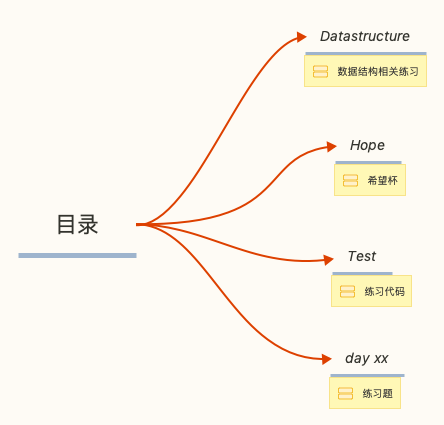 Datastructure
数据结构相关练习
Hope
希望杯
目录
Test
练习代码
day xx
练习题